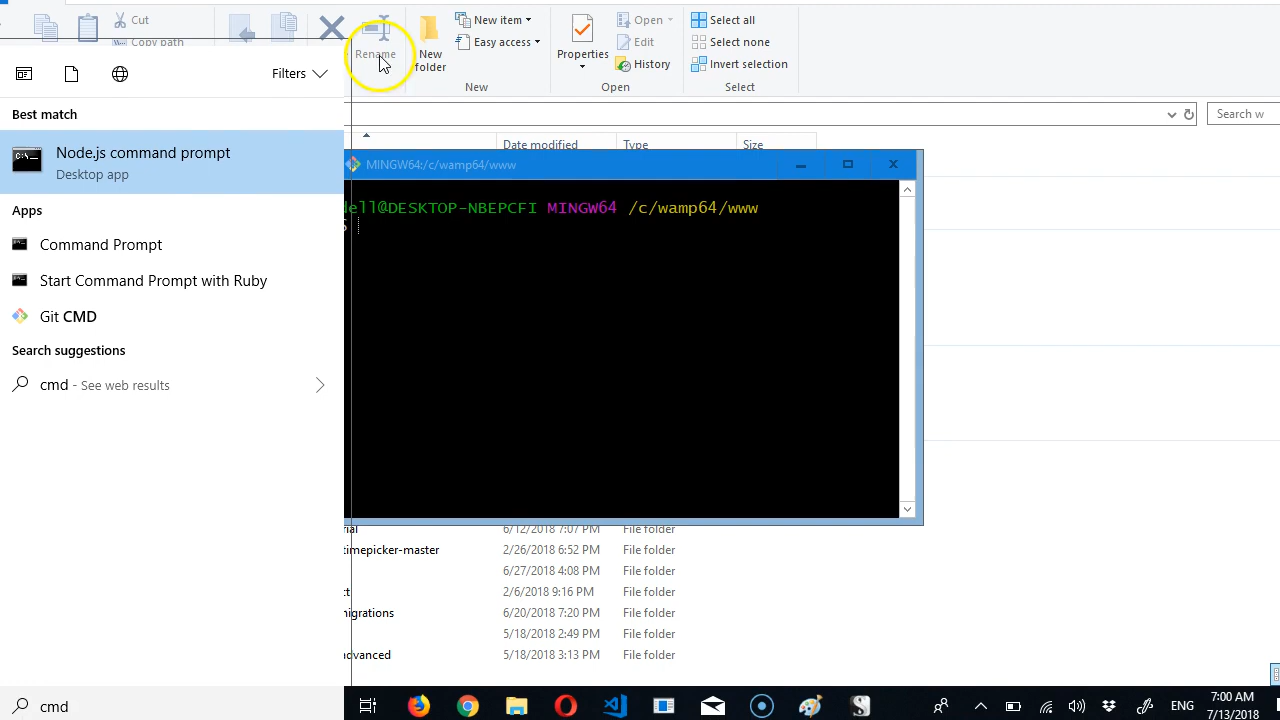 Cut
Copy path
Rename
New
folder
New item
Easy access
New
Properties
Open
Edit
History
Open
Select all
Select none
Invert selection
Select
Filters
Search w
Best match
Node.js command prompt
Desktop app
Apps
Command Prompt
Start Command Prompt with Ruby
Git CMD
Search suggestions
cmd - See web results
Date modified Type Size
MINGW64:/c/wamp64/www
dell@DESKTOP-NBEPCFI MINGW64 /c/wamp64/www
$
rial 6/12/2018 7:07 PM File folder
timepicker-master 2/26/2018 6:52 PM File folder
6/27/2018 4:08 PM File folder
ct 2/6/2018 9:16 PM File folder
migrations 6/20/2018 7:20 PM File folder
5/18/2018 2:49 PM File folder
advanced 5/18/2018 3:13 PM File folder
cmd
ENG
7:00 AM
7/13/2018